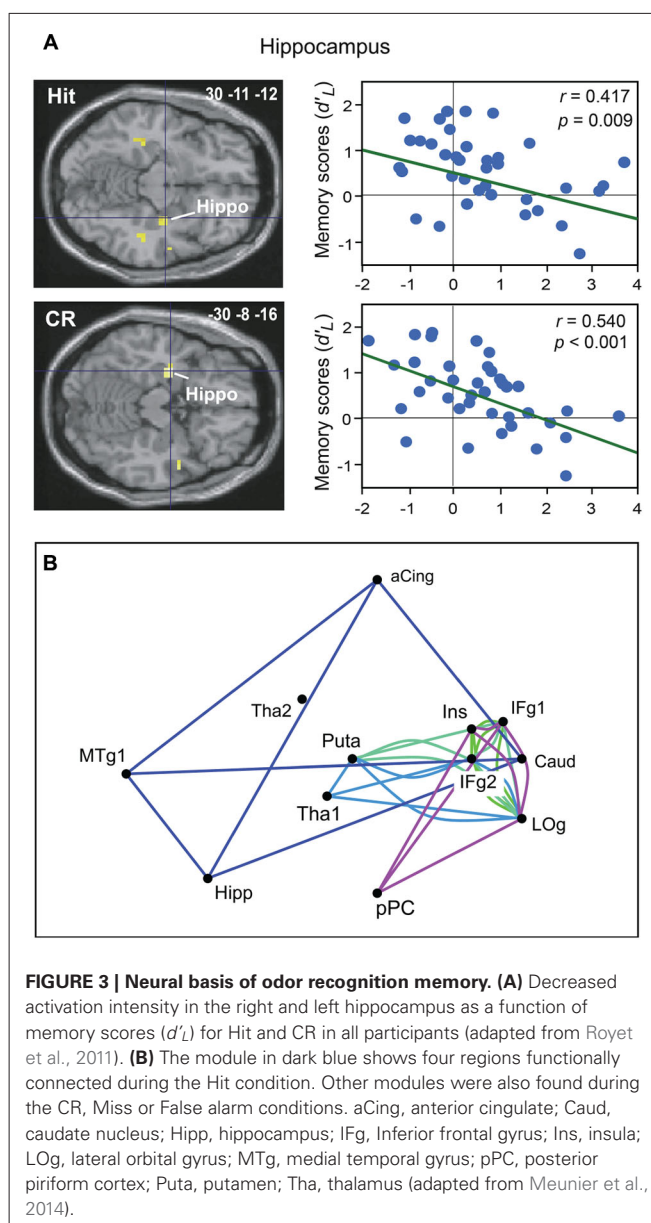 A
Hippocampus
Hit
30 -11 -12
Hippo
Memory scores (d′L)
2
1
0
-1
r = 0.417
p = 0.009
-2 -1 0 1 2 3 4
CR
-30 -8 -16
Hippo
Memory scores (d′L)
2
1
0
-1
r = 0.540
p < 0.001
-2 -1 0 1 2 3 4
B
aCing
Tha2
Ins
IFg1
Puta
MTg1
Caud
IFg2
Tha1
LOg
Hipp
pPC
FIGURE 3 | Neural basis of odor recognition memory. (A) Decreased
activation intensity in the right and left hippocampus as a function of
memory scores (d′L) for Hit and CR in all participants (adapted from Royet
et al., 2011). (B) The module in dark blue shows four regions functionally
connected during the Hit condition. Other modules were also found during
the CR, Miss or False alarm conditions. aCing, anterior cingulate; Caud,
caudate nucleus; Hipp, hippocampus; IFg, Inferior frontal gyrus; Ins, insula;
LOg, lateral orbital gyrus; MTg, medial temporal gyrus; pPC, posterior
piriform cortex; Puta, putamen; Tha, thalamus (adapted from Meunier et al.,
2014).